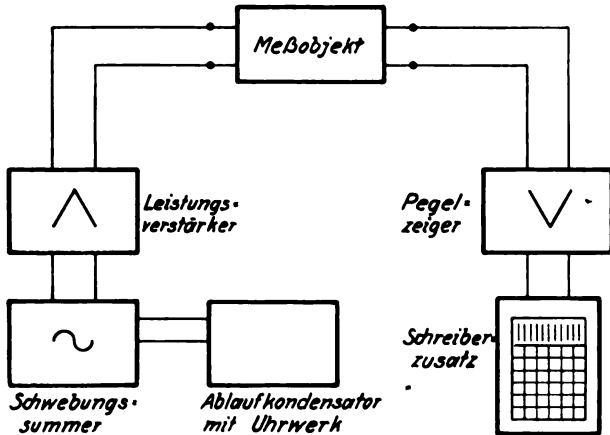 Meßobjekt
Leistungs=
verstärker
Pegel=
zeiger
Schwebungs=
summer
Ablaufkondensator
mit Uhrwerk
Schreiber=
zusatz